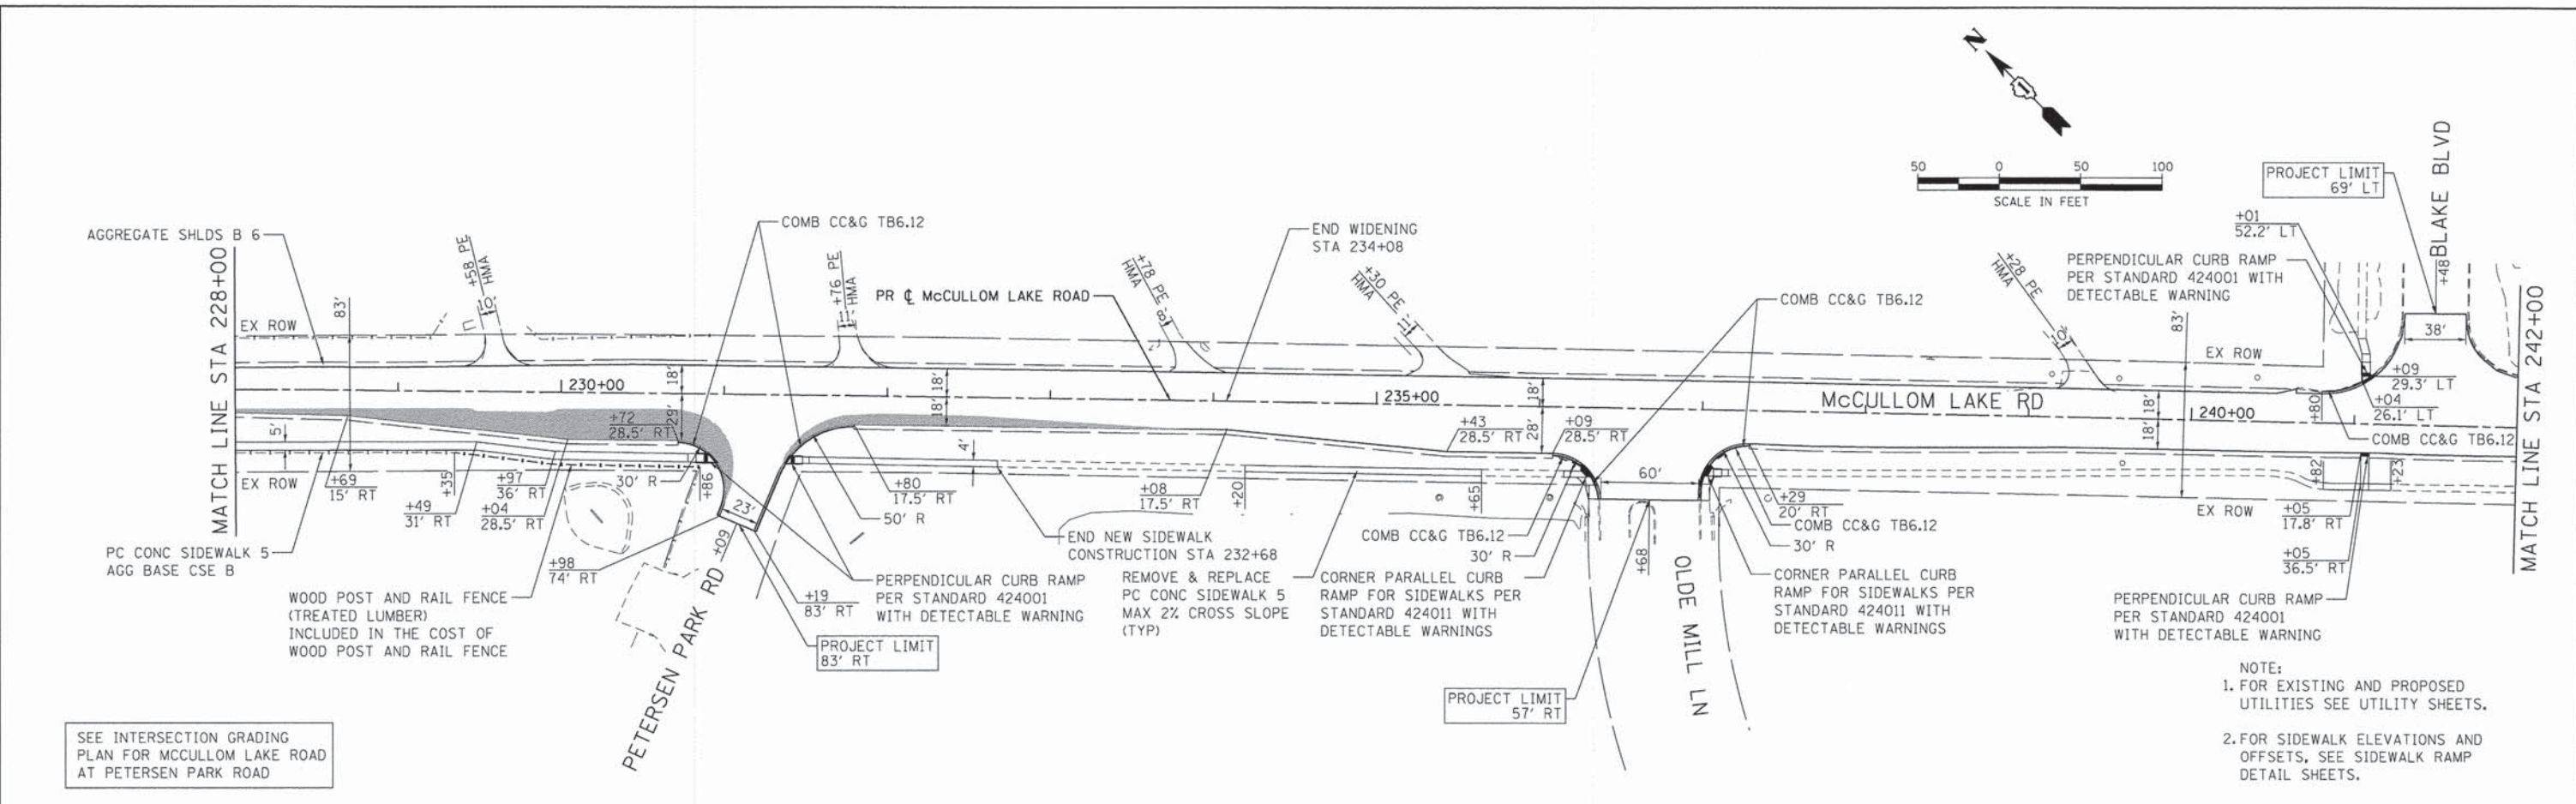 N
50 0 50 100
SCALE IN FEET
PROJECT LIMIT
69' LT
BLAKE BLVD
+48
+01
52.2' LT
PERPENDICULAR CURB RAMP
PER STANDARD 424001 WITH
DETECTABLE WARNING
AGGREGATE SHLDS B 6
COMB CC&G TB6.12
END WIDENING
STA 234+08
PR ℄ McCULLOM LAKE ROAD
COMB CC&G TB6.12
MATCH LINE STA 228+00
EX ROW
83'
+58 PE
HMA
10'
+76 PE
HMA
11'
+78 PE
HMA
8'
+30 PE
HMA
11'
+28 PE
HMA
83'
EX ROW
38'
+09
29.3' LT
+04
26.1' LT
+80
COMB CC&G TB6.12
MATCH LINE STA 242+00
230+00
235+00
240+00
McCULLOM LAKE RD
18'
29'
18'
18'
18'
28'
18'
18'
5'
EX ROW
+69
15' RT
+49
31' RT
+35
+97
36' RT
+04
28.5' RT
+72
28.5' RT
30' R
+86
23'
+98
74' RT
+09
+19
83' RT
+80
17.5' RT
50' R
4'
+08
17.5' RT
+20
+65
+43
28.5' RT
+09
28.5' RT
60'
+68
+29
20' RT
COMB CC&G TB6.12
30' R
COMB CC&G TB6.12
30' R
EX ROW
+82
+23
+05
17.8' RT
+05
36.5' RT
PC CONC SIDEWALK 5
AGG BASE CSE B
WOOD POST AND RAIL FENCE
(TREATED LUMBER)
INCLUDED IN THE COST OF
WOOD POST AND RAIL FENCE
PETERSEN PARK RD
PROJECT LIMIT
83' RT
PERPENDICULAR CURB RAMP
PER STANDARD 424001
WITH DETECTABLE WARNING
END NEW SIDEWALK
CONSTRUCTION STA 232+68
REMOVE & REPLACE
PC CONC SIDEWALK 5
MAX 2% CROSS SLOPE
(TYP)
CORNER PARALLEL CURB
RAMP FOR SIDEWALKS PER
STANDARD 424011 WITH
DETECTABLE WARNINGS
PROJECT LIMIT
57' RT
OLDE MILL LN
CORNER PARALLEL CURB
RAMP FOR SIDEWALKS PER
STANDARD 424011 WITH
DETECTABLE WARNINGS
PERPENDICULAR CURB RAMP
PER STANDARD 424001
WITH DETECTABLE WARNING
SEE INTERSECTION GRADING
PLAN FOR MCCULLOM LAKE ROAD
AT PETERSEN PARK ROAD
NOTE:
1. FOR EXISTING AND PROPOSED
UTILITIES SEE UTILITY SHEETS.
2. FOR SIDEWALK ELEVATIONS AND
OFFSETS, SEE SIDEWALK RAMP
DETAIL SHEETS.